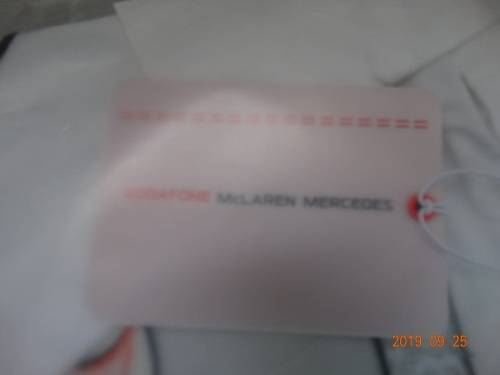 VODAFONE McLAREN MERCEDES
2019 09 25